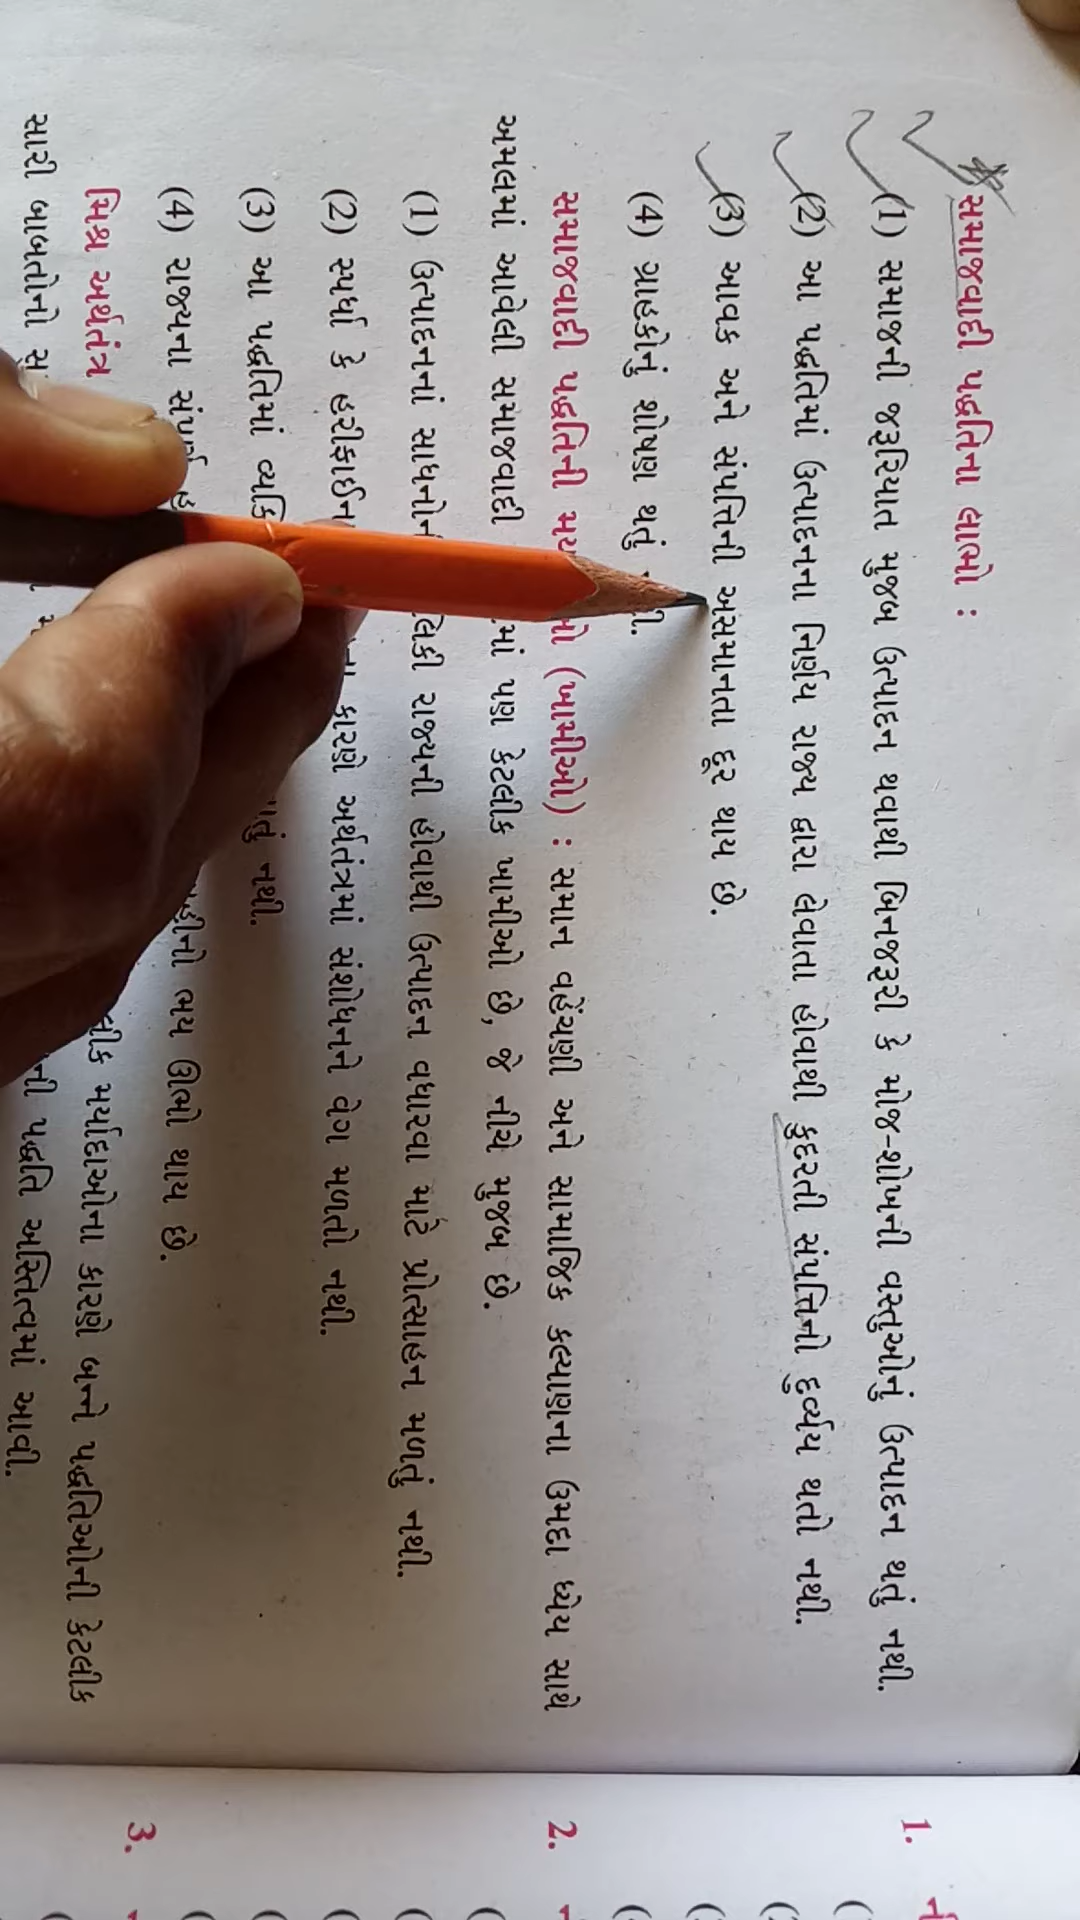 સમાજવાદી પદ્ધતિના લાભો :
(1) સમાજની જરૂરિયાત મુજબ ઉત્પાદન થવાથી બિનજરૂરી કે મોજ-શોખની વસ્તુઓનું ઉત્પાદન થતું નથી.
(2) આ પદ્ધતિમાં ઉત્પાદનના નિર્ણય રાજ્ય દ્વારા લેવાતા હોવાથી કુદરતી સંપત્તિનો દુર્વ્યય થતો નથી.
(3) આવક અને સંપત્તિની અસમાનતા દૂર થાય છે.
(4) ગ્રાહકોનું શોષણ થતું
સમાજવાદી પદ્ધતિની (ખામીઓ) : સમાન વહેંચણી અને સામાજિક કલ્યાણના ઉમદા ધ્યેય સાથે
અમલમાં આવેલી સમાજવાદી પણ કેટલીક ખામીઓ છે, જે નીચે મુજબ છે.
(1) ઉત્પાદનનાં સાધનોની રાજ્યની હોવાથી ઉત્પાદન વધારવા માટે પ્રોત્સાહન મળતું નથી.
(2) સ્પર્ધા કે હરીફાઈન કારણે અર્થતંત્રમાં સંશોધનને વેગ મળતો નથી.
(3) આ પદ્ધતિમાં નથી.
(4) રાજ્યના ભય ઊભો થાય છે.
મિશ્ર અર્થતંત્ર મર્યાદાઓના કારણે બન્ને પદ્ધતિઓની કેટલીક
સારી બાબતોનો પદ્ધતિ અસ્તિત્વમાં આવી.
1.
2.
3.